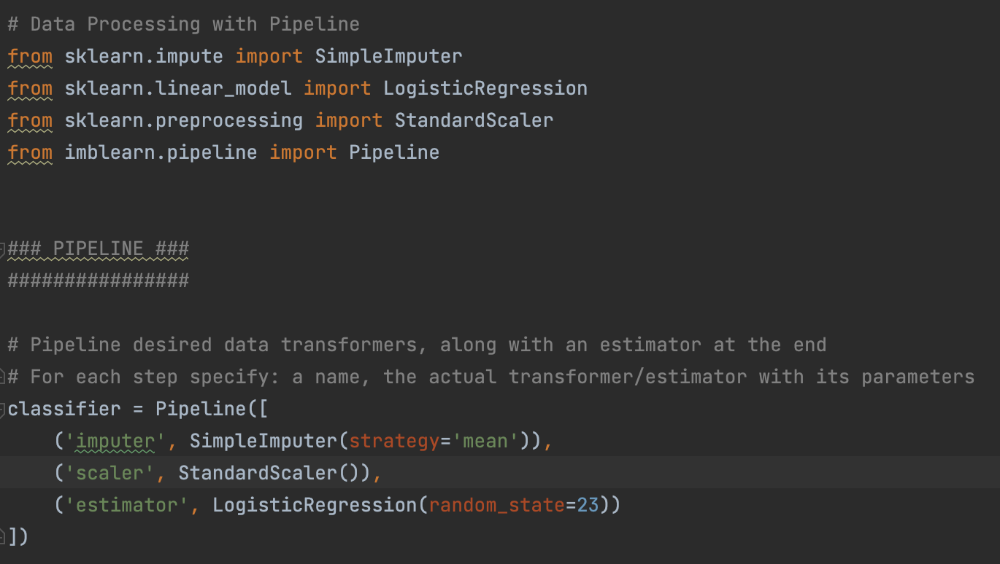 # Data Processing with Pipeline
from sklearn.impute import SimpleImputer
from sklearn.linear_model import LogisticRegression
from sklearn.preprocessing import StandardScaler
from imblearn.pipeline import Pipeline
### PIPELINE ###
################
# Pipeline desired data transformers, along with an estimator at the end
# For each step specify: a name, the actual transformer/estimator with its parameters
classifier = Pipeline([
    ('imputer', SimpleImputer(strategy='mean')),
    ('scaler', StandardScaler()),
    ('estimator', LogisticRegression(random_state=23))
])